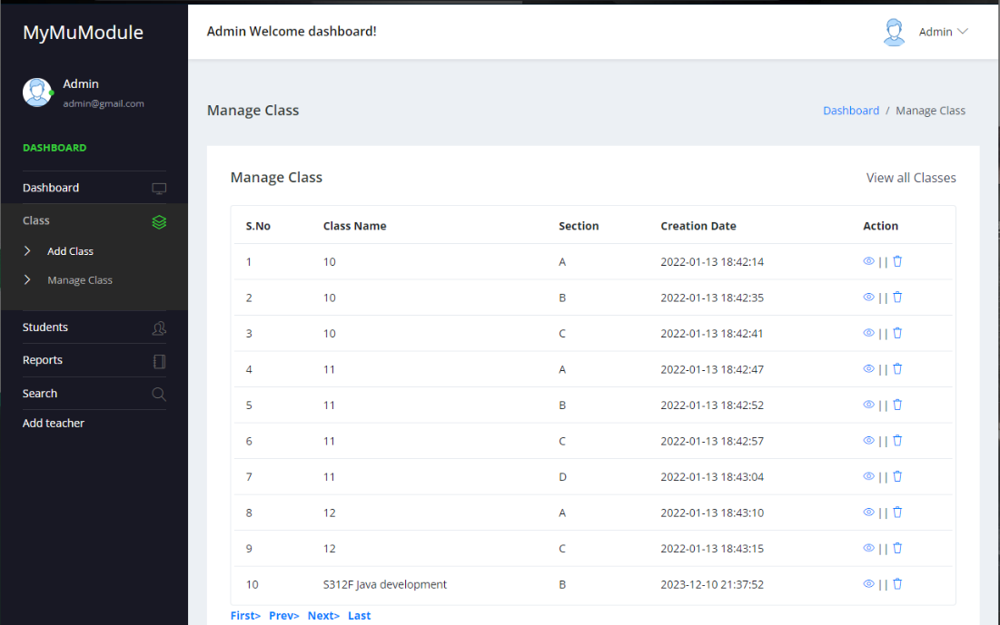 MyMuModule
Admin Welcome dashboard!
Admin
Admin
admin@gmail.com
DASHBOARD
Dashboard
Class
Add Class
Manage Class
Students
Reports
Search
Add teacher
Manage Class
Dashboard / Manage Class
Manage Class
View all Classes
S.No Class Name Section Creation Date Action
1 10 A 2022-01-13 18:42:14 ||
2 10 B 2022-01-13 18:42:35 ||
3 10 C 2022-01-13 18:42:41 ||
4 11 A 2022-01-13 18:42:47 ||
5 11 B 2022-01-13 18:42:52 ||
6 11 C 2022-01-13 18:42:57 ||
7 11 D 2022-01-13 18:43:04 ||
8 12 A 2022-01-13 18:43:10 ||
9 12 C 2022-01-13 18:43:15 ||
10 S312F Java development B 2023-12-10 21:37:52 ||
First> Prev> Next> Last